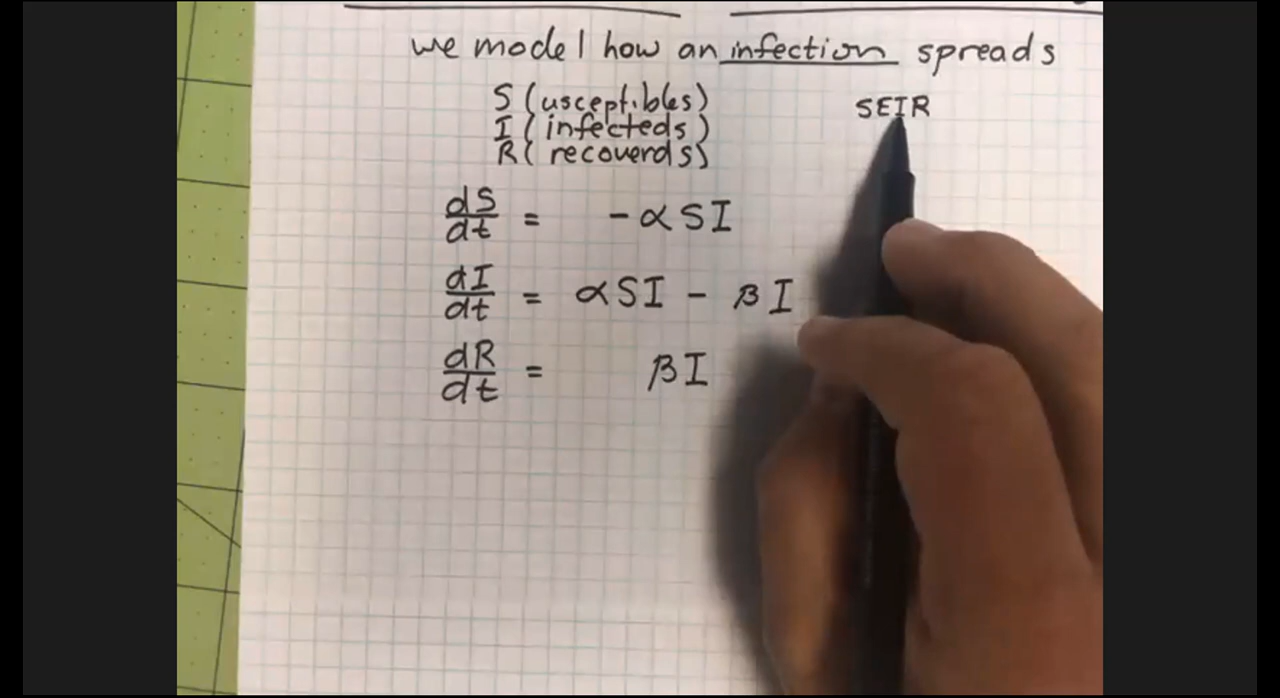 we model how an infection spreads
S (usceptibles)
I (infecteds)
R( recoverds)
SEIR
dS/dt = -αSI
dI/dt = αSI - βI
dR/dt = βI